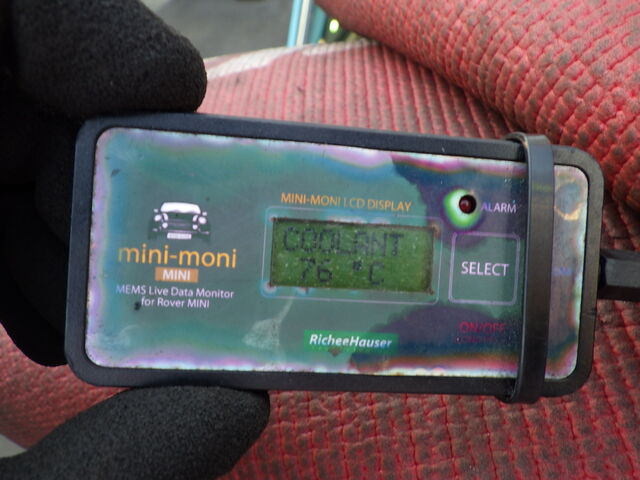 MINI-MONI LCD DISPLAY
ALARM
COOLANT
76 °C
SELECT
mini-moni
MINI
MEMS Live Data Monitor
for Rover MINI
ON/OFF
RicheeHauser